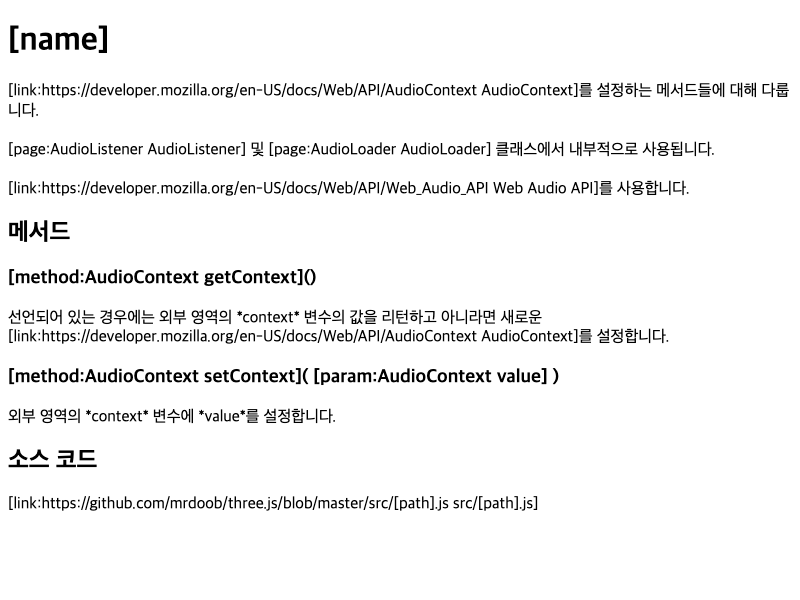 [name]
[link:https://developer.mozilla.org/en-US/docs/Web/API/AudioContext AudioContext]를 설정하는 메서드들에 대해 다룹
니다.
[page:AudioListener AudioListener] 및 [page:AudioLoader AudioLoader] 클래스에서 내부적으로 사용됩니다.
[link:https://developer.mozilla.org/en-US/docs/Web/API/Web_Audio_API Web Audio API]를 사용합니다.
메서드
[method:AudioContext getContext]()
선언되어 있는 경우에는 외부 영역의 *context* 변수의 값을 리턴하고 아니라면 새로운
[link:https://developer.mozilla.org/en-US/docs/Web/API/AudioContext AudioContext]를 설정합니다.
[method:AudioContext setContext]( [param:AudioContext value] )
외부 영역의 *context* 변수에 *value*를 설정합니다.
소스 코드
[link:https://github.com/mrdoob/three.js/blob/master/src/[path].js src/[path].js]